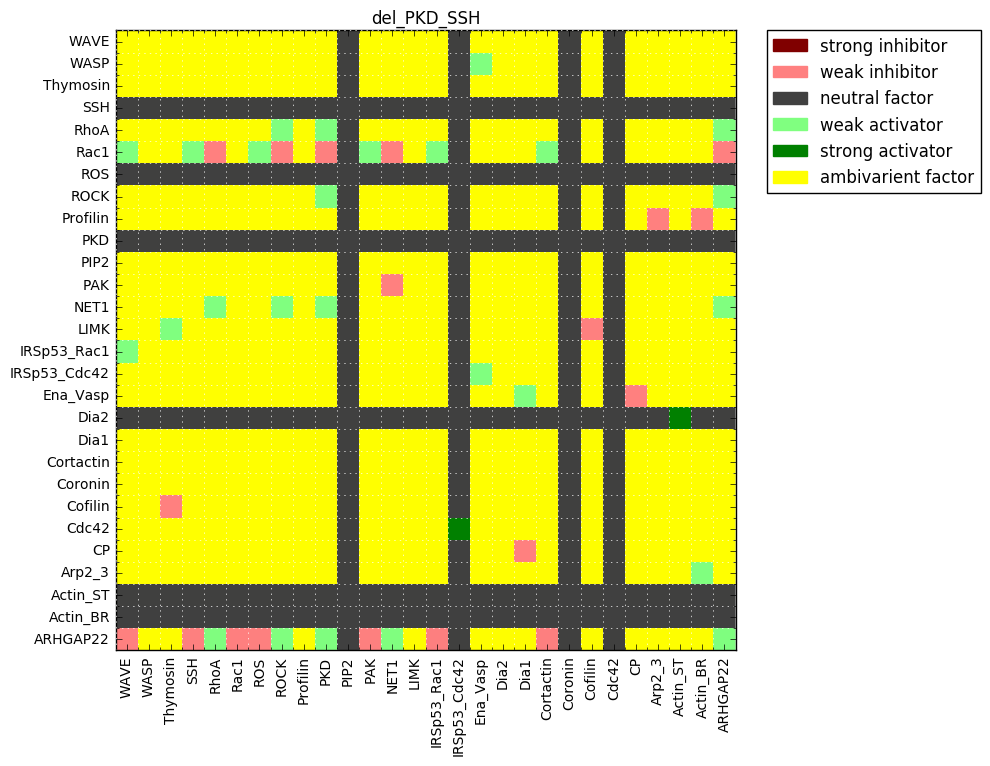 del_PKD_SSH
WAVE
WASP
Thymosin
SSH
RhoA
Rac1
ROS
ROCK
Profilin
PKD
PIP2
PAK
NET1
LIMK
IRSp53_Rac1
IRSp53_Cdc42
Ena_Vasp
Dia2
Dia1
Cortactin
Coronin
Cofilin
Cdc42
CP
Arp2_3
Actin_ST
Actin_BR
ARHGAP22
WAVE
WASP
Thymosin
SSH
RhoA
Rac1
ROS
ROCK
Profilin
PKD
PIP2
PAK
NET1
LIMK
IRSp53_Rac1
IRSp53_Cdc42
Ena_Vasp
Dia2
Dia1
Cortactin
Coronin
Cofilin
Cdc42
CP
Arp2_3
Actin_ST
Actin_BR
ARHGAP22
strong inhibitor
weak inhibitor
neutral factor
weak activator
strong activator
ambivarient factor